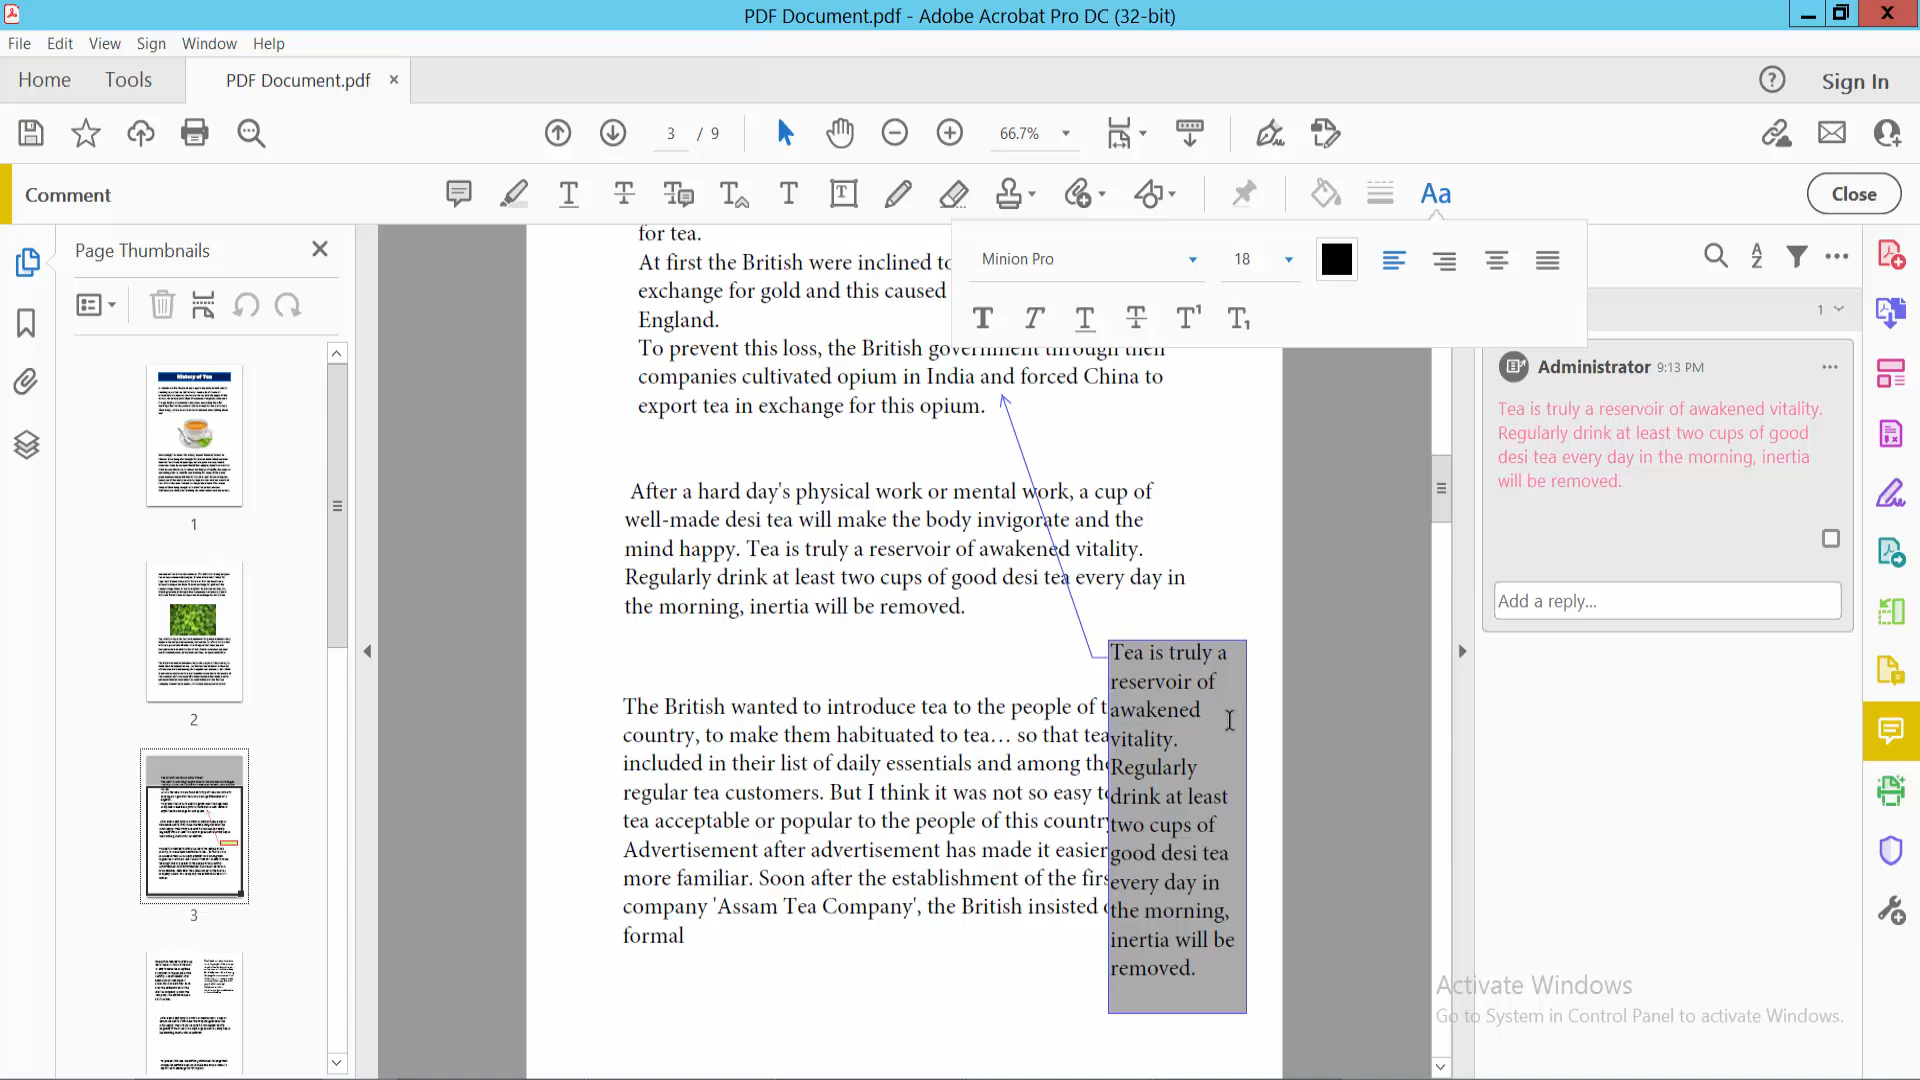 PDF Document.pdf - Adobe Acrobat Pro DC (32-bit)
File Edit View Sign Window Help
Home Tools PDF Document.pdf × Sign In
3 / 9 66.7%
Comment Close
Page Thumbnails
History of Tea
1
2
3
Minion Pro 18
for tea.
At first the British were inclined to
exchange for gold and this caused
England.
To prevent this loss, the British government through their
companies cultivated opium in India and forced China to
export tea in exchange for this opium.
After a hard day's physical work or mental work, a cup of
well-made desi tea will make the body invigorate and the
mind happy. Tea is truly a reservoir of awakened vitality.
Regularly drink at least two cups of good desi tea every day in
the morning, inertia will be removed.
The British wanted to introduce tea to the people of
country, to make them habituated to tea… so that tea
included in their list of daily essentials and among the
regular tea customers. But I think it was not so easy
tea acceptable or popular to the people of this country
Advertisement after advertisement has made it easier
more familiar. Soon after the establishment of the
company 'Assam Tea Company', the British insisted
formal
Tea is truly a
reservoir of
awakened
vitality.
Regularly
drink at least
two cups of
good desi tea
every day in
the morning,
inertia will be
removed.
1
Administrator 9:13 PM
Tea is truly a reservoir of awakened vitality.
Regularly drink at least two cups of good
desi tea every day in the morning, inertia
will be removed.
Add a reply...
Activate Windows
Go to System in Control Panel to activate Windows.